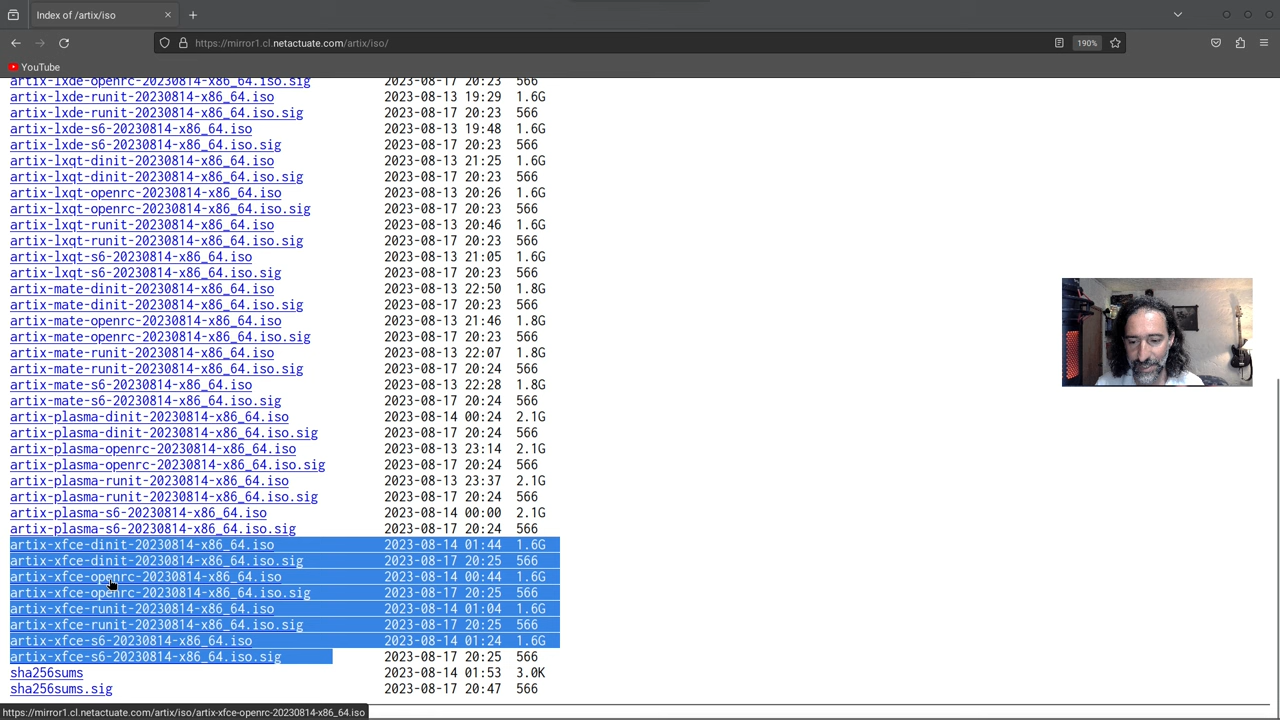 Index of /artix/iso
https://mirror1.cl.netactuate.com/artix/iso/
190%
YouTube
artix-lxde-openrc-20230814-x86_64.iso.sig 2023-08-17 20:23 566
artix-lxde-runit-20230814-x86_64.iso 2023-08-13 19:29 1.6G
artix-lxde-runit-20230814-x86_64.iso.sig 2023-08-17 20:23 566
artix-lxde-s6-20230814-x86_64.iso 2023-08-13 19:48 1.6G
artix-lxde-s6-20230814-x86_64.iso.sig 2023-08-17 20:23 566
artix-lxqt-dinit-20230814-x86_64.iso 2023-08-13 21:25 1.6G
artix-lxqt-dinit-20230814-x86_64.iso.sig 2023-08-17 20:23 566
artix-lxqt-openrc-20230814-x86_64.iso 2023-08-13 20:26 1.6G
artix-lxqt-openrc-20230814-x86_64.iso.sig 2023-08-17 20:23 566
artix-lxqt-runit-20230814-x86_64.iso 2023-08-13 20:46 1.6G
artix-lxqt-runit-20230814-x86_64.iso.sig 2023-08-17 20:23 566
artix-lxqt-s6-20230814-x86_64.iso 2023-08-13 21:05 1.6G
artix-lxqt-s6-20230814-x86_64.iso.sig 2023-08-17 20:23 566
artix-mate-dinit-20230814-x86_64.iso 2023-08-13 22:50 1.8G
artix-mate-dinit-20230814-x86_64.iso.sig 2023-08-17 20:23 566
artix-mate-openrc-20230814-x86_64.iso 2023-08-13 21:46 1.8G
artix-mate-openrc-20230814-x86_64.iso.sig 2023-08-17 20:23 566
artix-mate-runit-20230814-x86_64.iso 2023-08-13 22:07 1.8G
artix-mate-runit-20230814-x86_64.iso.sig 2023-08-17 20:24 566
artix-mate-s6-20230814-x86_64.iso 2023-08-13 22:28 1.8G
artix-mate-s6-20230814-x86_64.iso.sig 2023-08-17 20:24 566
artix-plasma-dinit-20230814-x86_64.iso 2023-08-14 00:24 2.1G
artix-plasma-dinit-20230814-x86_64.iso.sig 2023-08-17 20:24 566
artix-plasma-openrc-20230814-x86_64.iso 2023-08-13 23:14 2.1G
artix-plasma-openrc-20230814-x86_64.iso.sig 2023-08-17 20:24 566
artix-plasma-runit-20230814-x86_64.iso 2023-08-13 23:37 2.1G
artix-plasma-runit-20230814-x86_64.iso.sig 2023-08-17 20:24 566
artix-plasma-s6-20230814-x86_64.iso 2023-08-14 00:00 2.1G
artix-plasma-s6-20230814-x86_64.iso.sig 2023-08-17 20:24 566
artix-xfce-dinit-20230814-x86_64.iso 2023-08-14 01:44 1.6G
artix-xfce-dinit-20230814-x86_64.iso.sig 2023-08-17 20:25 566
artix-xfce-openrc-20230814-x86_64.iso 2023-08-14 00:44 1.6G
artix-xfce-openrc-20230814-x86_64.iso.sig 2023-08-17 20:25 566
artix-xfce-runit-20230814-x86_64.iso 2023-08-14 01:04 1.6G
artix-xfce-runit-20230814-x86_64.iso.sig 2023-08-17 20:25 566
artix-xfce-s6-20230814-x86_64.iso 2023-08-14 01:24 1.6G
artix-xfce-s6-20230814-x86_64.iso.sig 2023-08-17 20:25 566
sha256sums 2023-08-14 01:53 3.0K
sha256sums.sig 2023-08-17 20:47 566
https://mirror1.cl.netactuate.com/artix/iso/artix-xfce-openrc-20230814-x86_64.iso